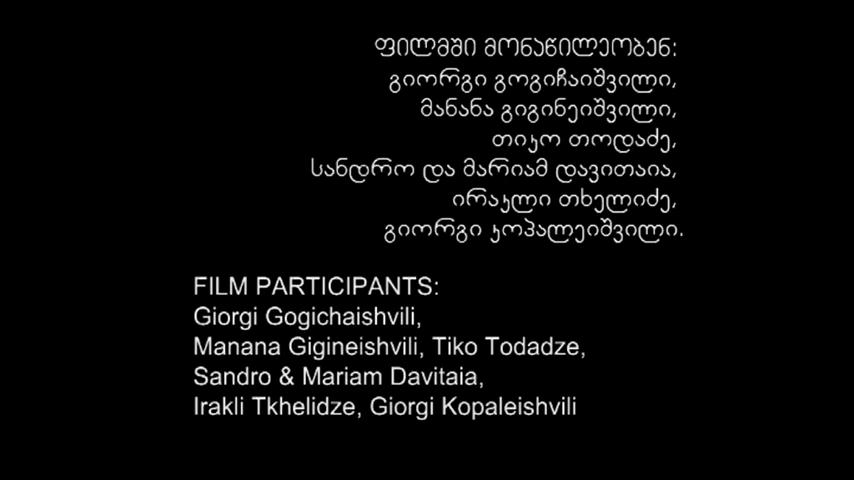 ფილმში მონაწილეობენ:
გიორგი გოგიჩაიშვილი,
მანანა გიგინეიშვილი,
თიკო თოდაძე,
სანდრო და მარიამ დავითაია,
ირაკლი თხელიძე,
გიორგი კოპალეიშვილი.
FILM PARTICIPANTS:
Giorgi Gogichaishvili,
Manana Gigineishvili, Tiko Todadze,
Sandro & Mariam Davitaia,
Irakli Tkhelidze, Giorgi Kopaleishvili